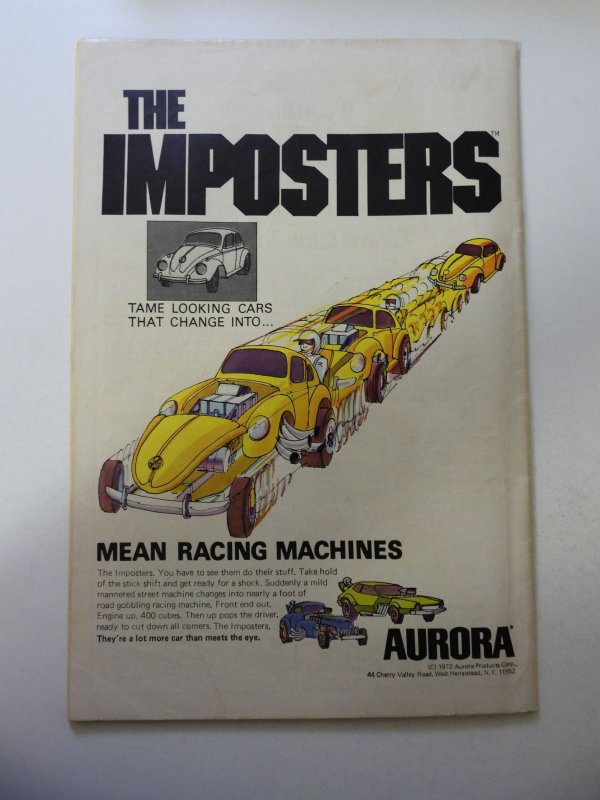 THE
IMPOSTERS™
TAME LOOKING CARS
THAT CHANGE INTO...
MEAN RACING MACHINES
The Imposters. You have to see them do their stuff. Take hold
of the stick shift and get ready for a shock. Suddenly a mild
mannered street machine changes into nearly a foot of
road gobbling racing machine. Front end out.
Engine up. 400 cubes. Then up pops the driver,
ready to cut down all comers. The Imposters.
They're a lot more car than meets the eye.
AURORA®
(C) 1972 Aurora Products Corp.,
44 Cherry Valley Road, West Hempstead, N.Y. 11552